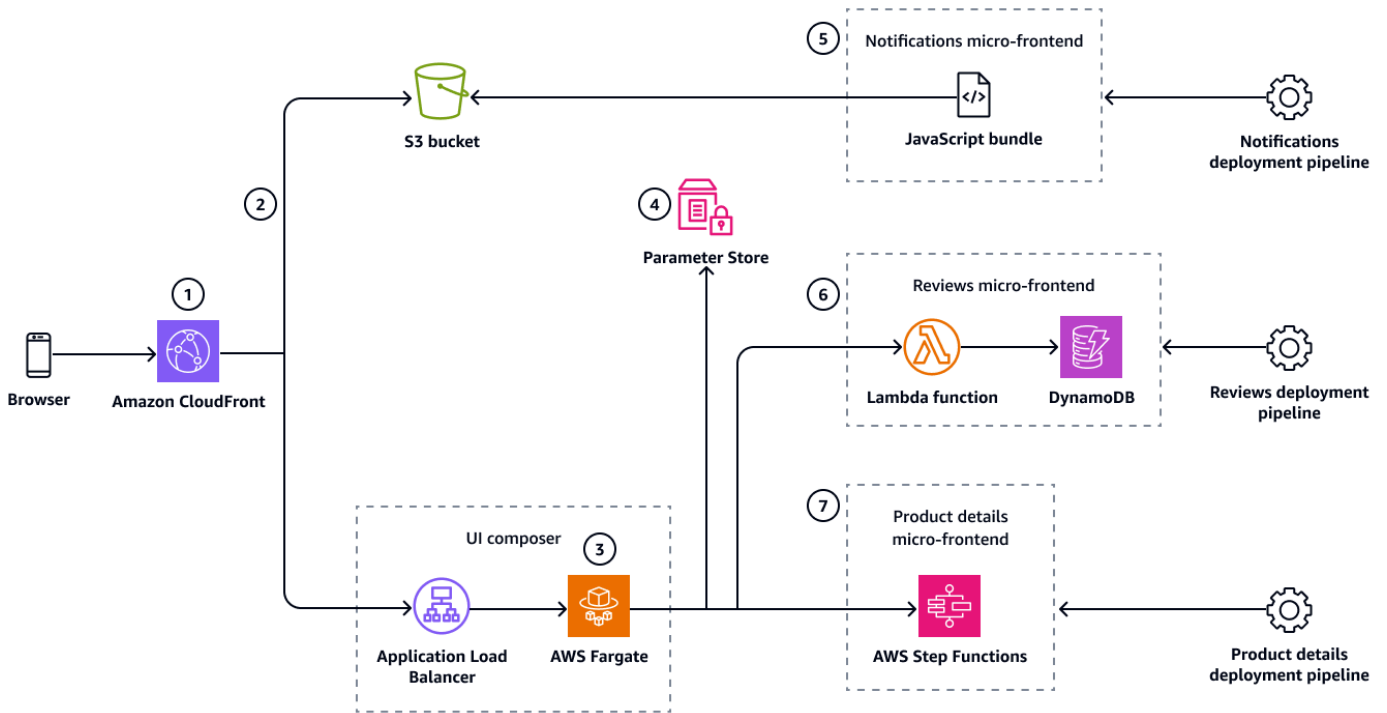 5
Notifications micro-frontend
</>
JavaScript bundle
S3 bucket
Notifications
deployment pipeline
2
4
Parameter Store
1
6
Reviews micro-frontend
Browser
Amazon CloudFront
Lambda function
DynamoDB
Reviews deployment
pipeline
7
Product details
micro-frontend
UI composer
3
Application Load
Balancer
AWS Fargate
AWS Step Functions
Product details
deployment pipeline